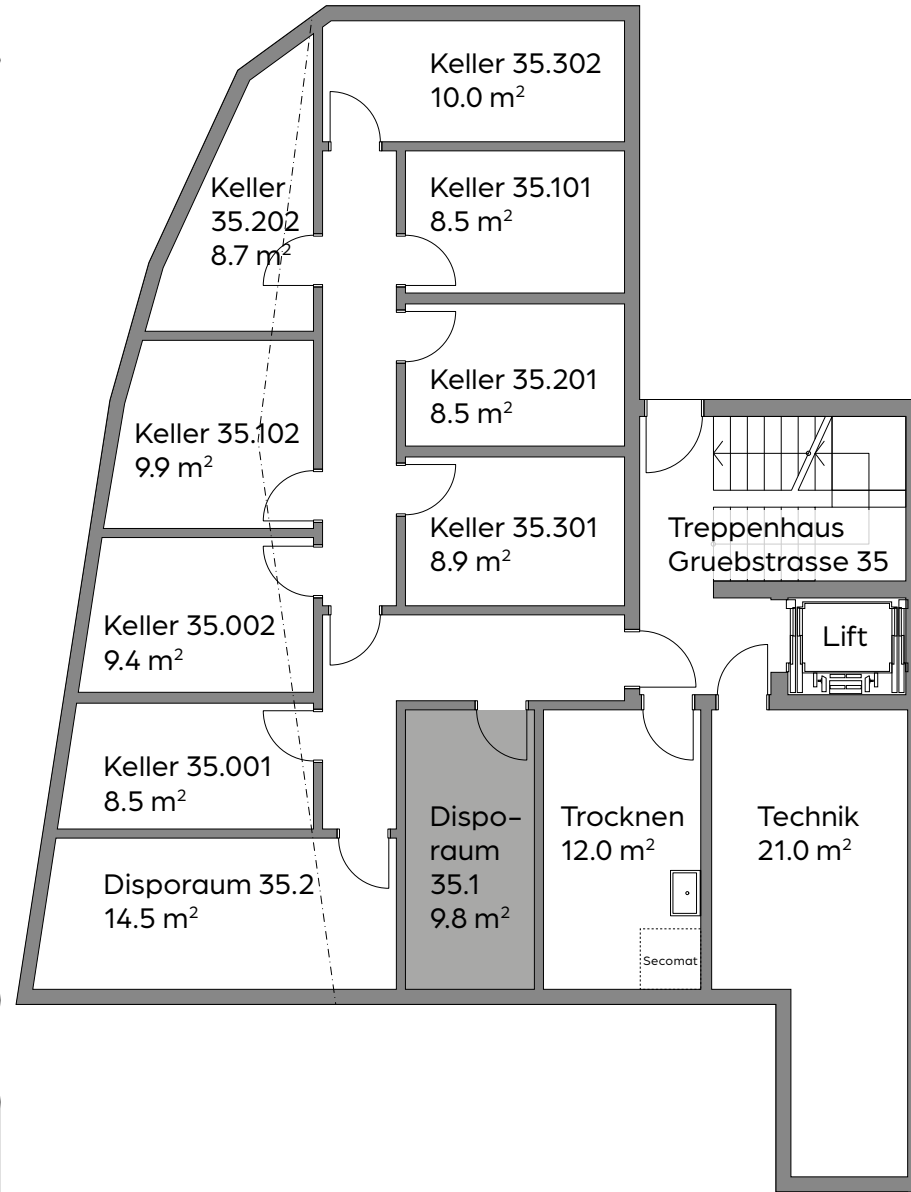 Keller 35.302
10.0 m²
Keller
35.202
8.7 m²
Keller 35.101
8.5 m²
Keller 35.201
8.5 m²
Keller 35.102
9.9 m²
Keller 35.301
8.9 m²
Treppenhaus
Gruebstrasse 35
Keller 35.002
9.4 m²
Lift
Keller 35.001
8.5 m²
Dispo-
raum
35.1
9.8 m²
Trocknen
12.0 m²
Technik
21.0 m²
Disporaum 35.2
14.5 m²
Secomat